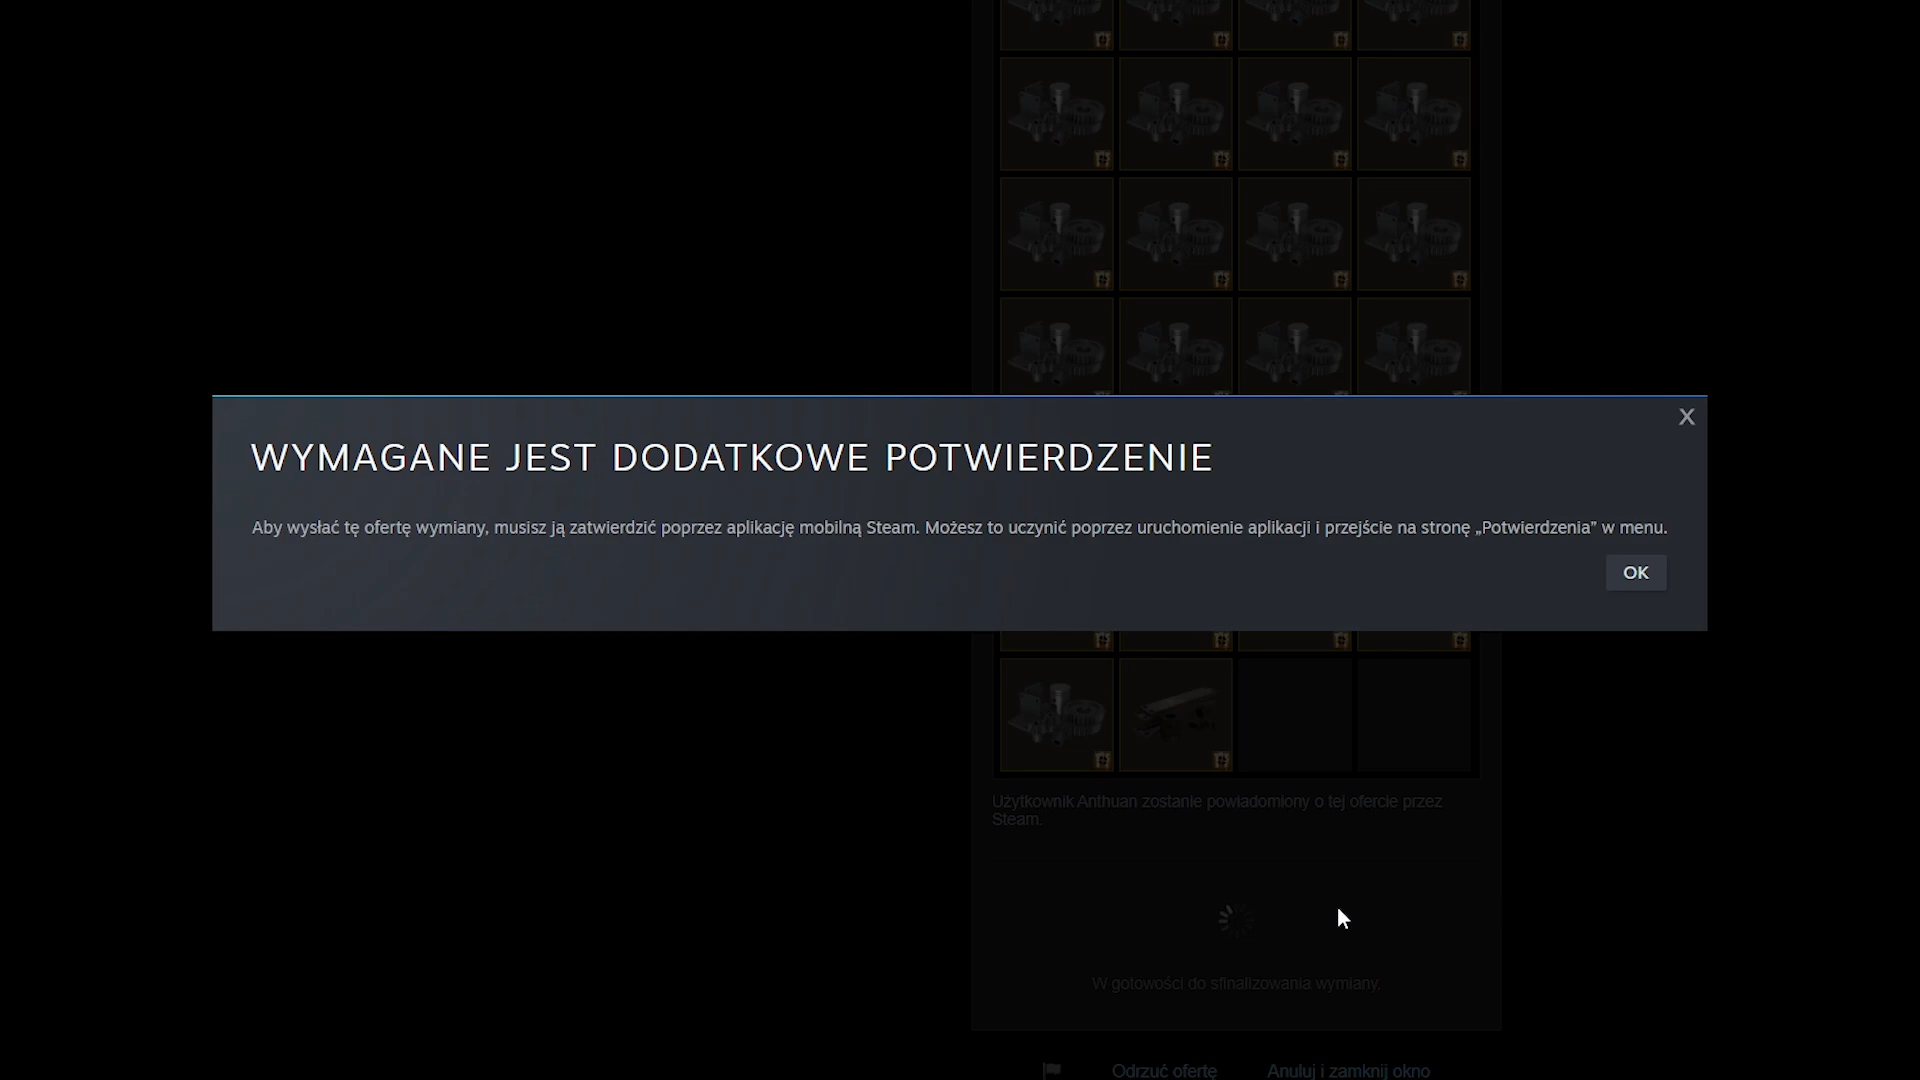 X
WYMAGANE JEST DODATKOWE POTWIERDZENIE
Aby wysłać tę ofertę wymiany, musisz ją zatwierdzić poprzez aplikację mobilną Steam. Możesz to uczynić poprzez uruchomienie aplikacji i przejście na stronę „Potwierdzenia” w menu.
OK
Użytkownik Anthuan zostanie powiadomiony o tej ofercie przez
Steam.
W gotowości do sfinalizowania wymiany.
Odrzuć ofertę Anuluj i zamknij okno